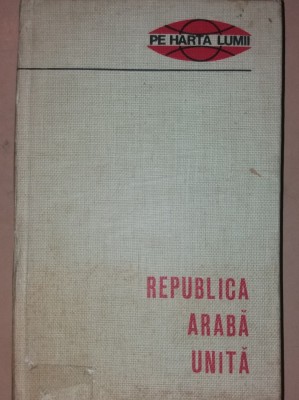 PE HARTA LUMII
REPUBLICA
ARABĂ
UNITĂ